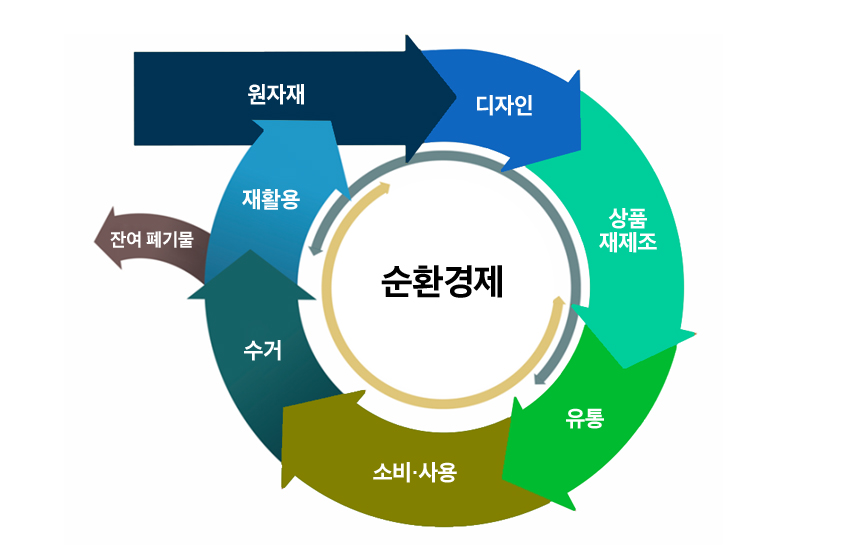 원자재
디자인
재활용
상품
재제조
잔여 폐기물
순환경제
수거
유통
소비·사용